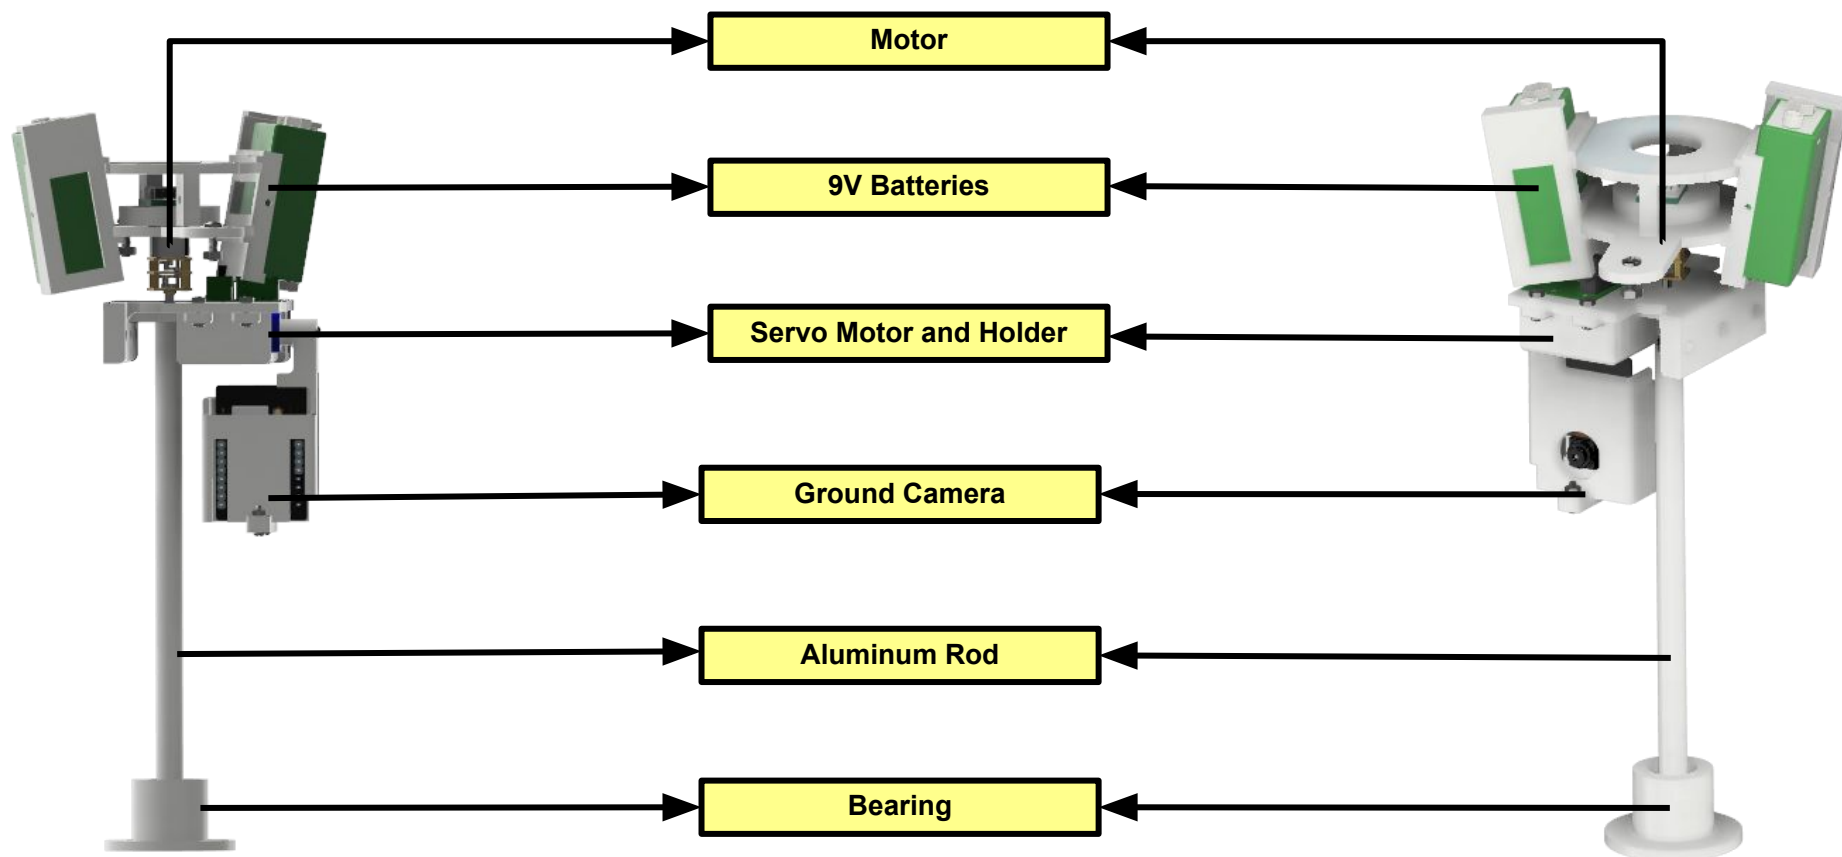 Motor
9V Batteries
Servo Motor and Holder
Ground Camera
Aluminum Rod
Bearing